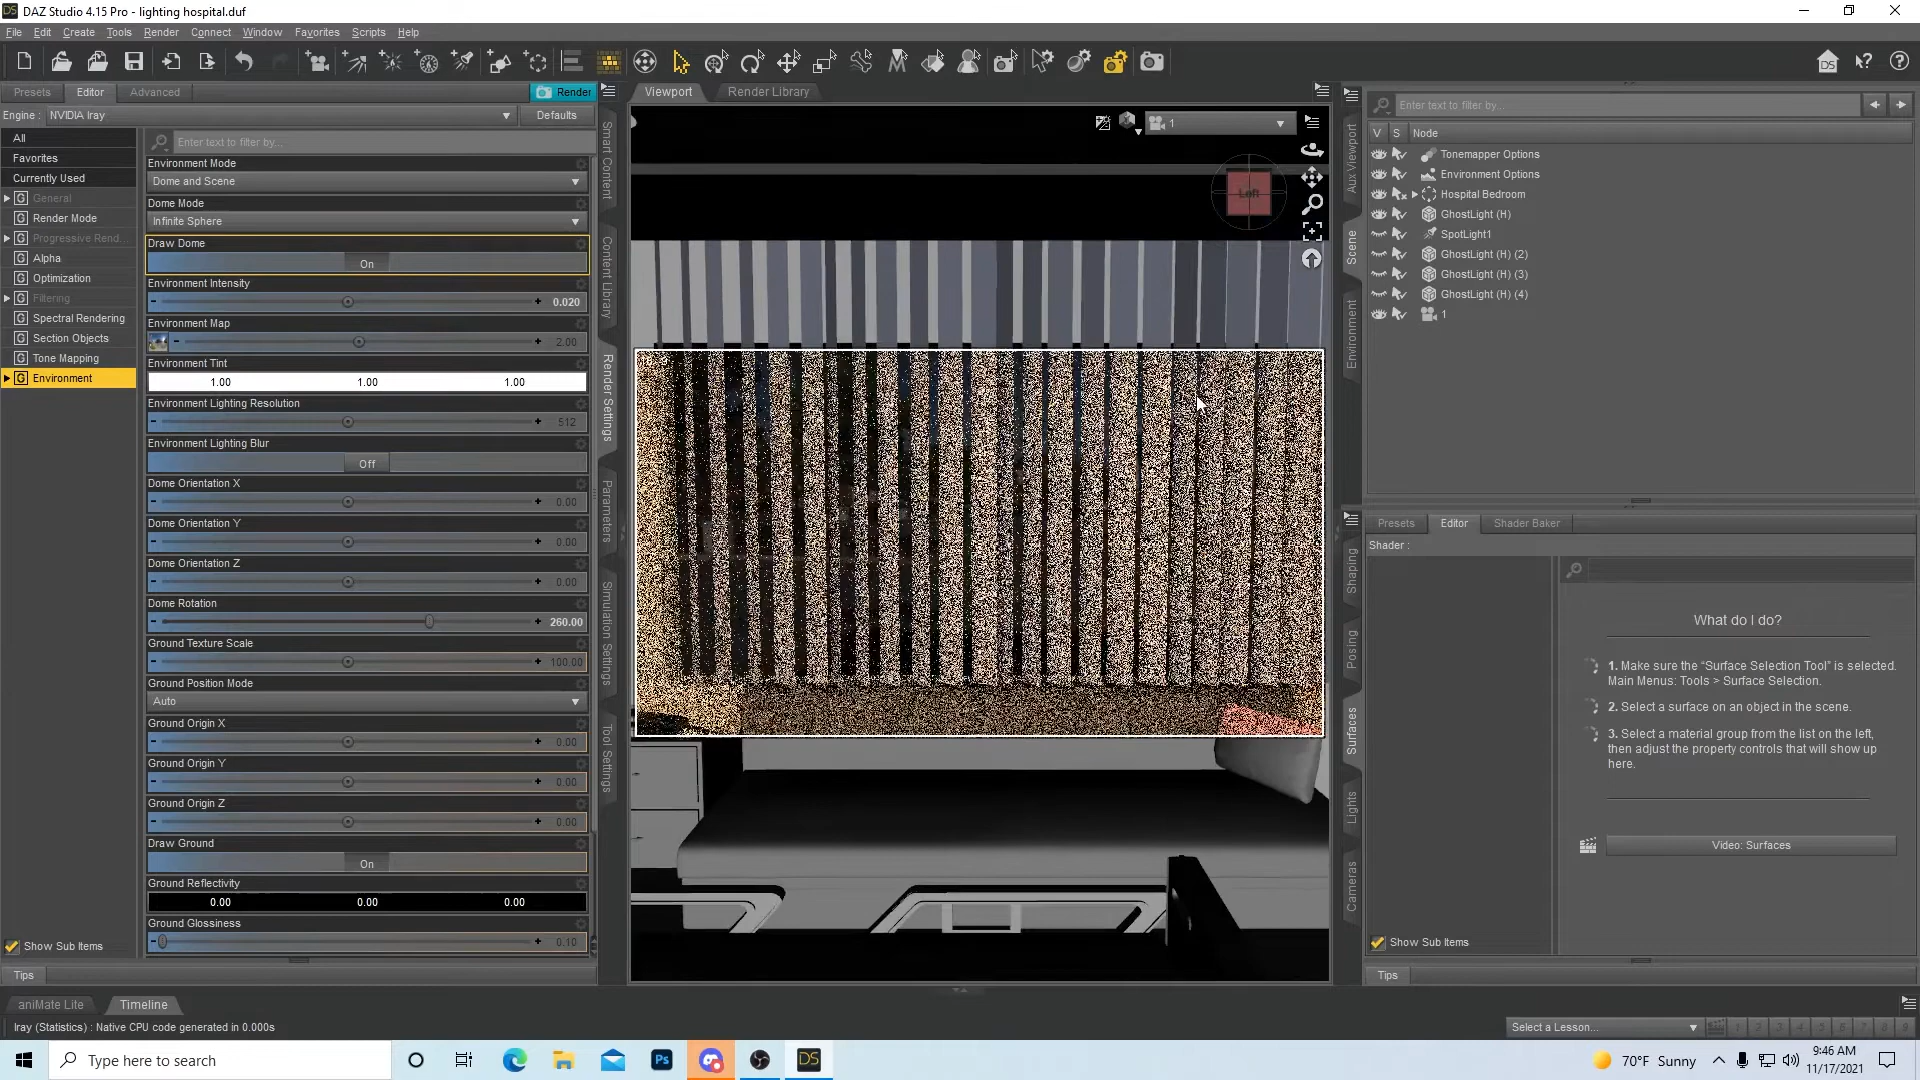 DAZ Studio 4.15 Pro - lighting hospital.duf
File Edit Create Tools Render Connect Window Favorites Scripts Help
Presets Editor Advanced Render
Engine : NVIDIA Iray Defaults
All
Favorites
Currently Used
General
Render Mode
Progressive Rend...
Alpha
Optimization
Filtering
Spectral Rendering
Section Objects
Tone Mapping
Environment
Show Sub Items
Tips
Enter text to filter by...
Environment Mode
Dome and Scene
Dome Mode
Infinite Sphere
Draw Dome
On
Environment Intensity
0.020
Environment Map
2.00
Environment Tint
1.00 1.00 1.00
Environment Lighting Resolution
512
Environment Lighting Blur
Off
Dome Orientation X
0.00
Dome Orientation Y
0.00
Dome Orientation Z
0.00
Dome Rotation
260.00
Ground Texture Scale
100.00
Ground Position Mode
Auto
Ground Origin X
0.00
Ground Origin Y
0.00
Ground Origin Z
0.00
Draw Ground
On
Ground Reflectivity
0.00 0.00 0.00
Ground Glossiness
0.10
Smart Content
Content Library
Render Settings
Parameters
Simulation Settings
Tool Settings
Viewport Render Library
1
Left
Aux Viewport
Scene
Environment
Enter text to filter by...
V S Node
Tonemapper Options
Environment Options
Hospital Bedroom
GhostLight (H)
SpotLight1
GhostLight (H) (2)
GhostLight (H) (3)
GhostLight (H) (4)
1
Shaping
Posing
Surfaces
Lights
Cameras
Presets Editor Shader Baker
Shader :
What do I do?
1. Make sure the “Surface Selection Tool” is selected.
Main Menus: Tools > Surface Selection.
2. Select a surface on an object in the scene.
3. Select a material group from the list on the left,
then adjust the property controls that will show up
here.
Video: Surfaces
Show Sub Items
Tips
aniMate Lite Timeline
Iray (Statistics) : Native CPU code generated in 0.000s
Select a Lesson... 1 2 3 4 5 6 7 8 9
Type here to search
Ps
DS
70°F Sunny
9:46 AM
11/17/2021